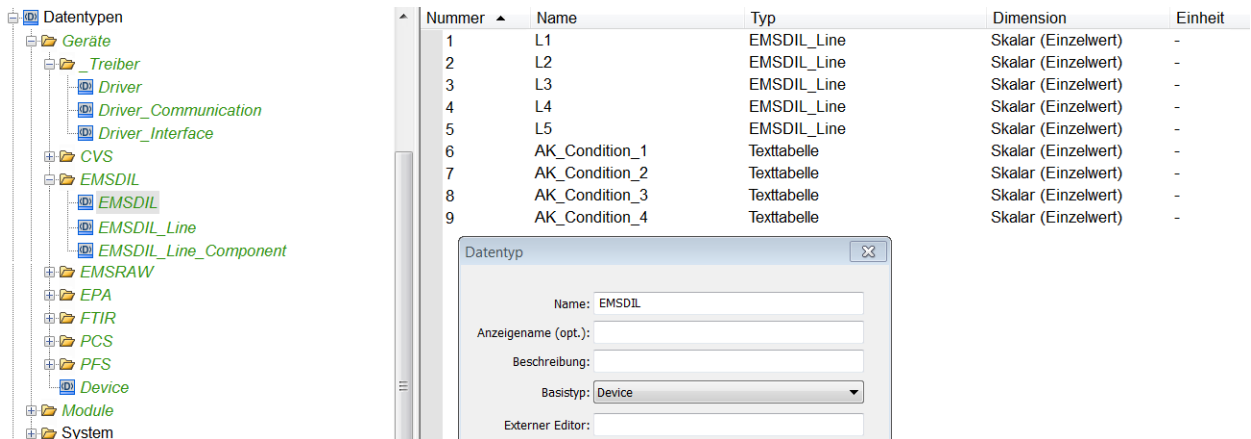 Datentypen
Geräte
_Treiber
Driver
Driver_Communication
Driver_Interface
CVS
EMSDIL
EMSDIL
EMSDIL_Line
EMSDIL_Line_Component
EMSRAW
EPA
FTIR
PCS
PFS
Device
Module
System
Nummer Name Typ Dimension Einheit
1 L1 EMSDIL_Line Skalar (Einzelwert) -
2 L2 EMSDIL_Line Skalar (Einzelwert) -
3 L3 EMSDIL_Line Skalar (Einzelwert) -
4 L4 EMSDIL_Line Skalar (Einzelwert) -
5 L5 EMSDIL_Line Skalar (Einzelwert) -
6 AK_Condition_1 Texttabelle Skalar (Einzelwert) -
7 AK_Condition_2 Texttabelle Skalar (Einzelwert) -
8 AK_Condition_3 Texttabelle Skalar (Einzelwert) -
9 AK_Condition_4 Texttabelle Skalar (Einzelwert) -
Datentyp
Name: EMSDIL
Anzeigename (opt.):
Beschreibung:
Basistyp: Device
Externer Editor: